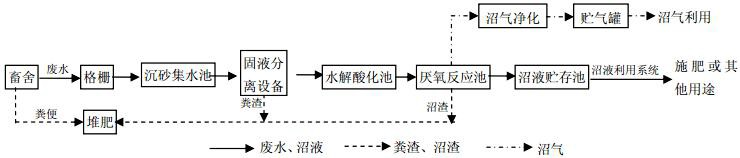 沼气净化
贮气罐
沼气利用
畜舍
废水
格栅
沉砂集水池
固液分
离设备
水解酸化池
厌氧反应池
沼液贮存池
沼液利用系统
施肥或其
他用途
粪便
堆肥
粪渣
沼渣
废水、沼液
粪渣、沼渣
沼气